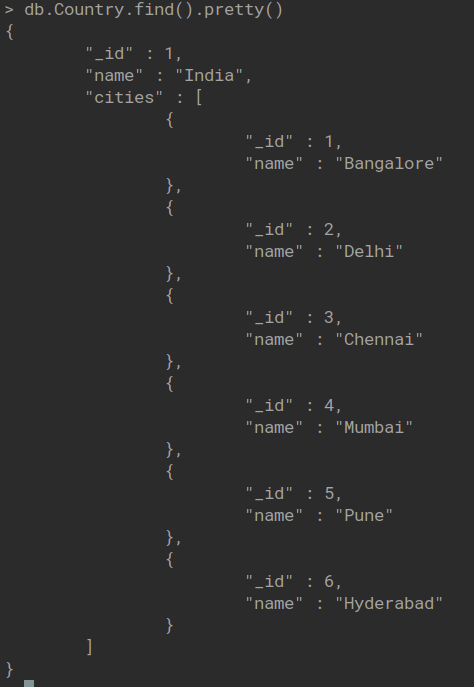 > db.Country.find().pretty()
{
        "_id" : 1,
        "name" : "India",
        "cities" : [
                {
                        "_id" : 1,
                        "name" : "Bangalore"
                },
                {
                        "_id" : 2,
                        "name" : "Delhi"
                },
                {
                        "_id" : 3,
                        "name" : "Chennai"
                },
                {
                        "_id" : 4,
                        "name" : "Mumbai"
                },
                {
                        "_id" : 5,
                        "name" : "Pune"
                },
                {
                        "_id" : 6,
                        "name" : "Hyderabad"
                }
        ]
}